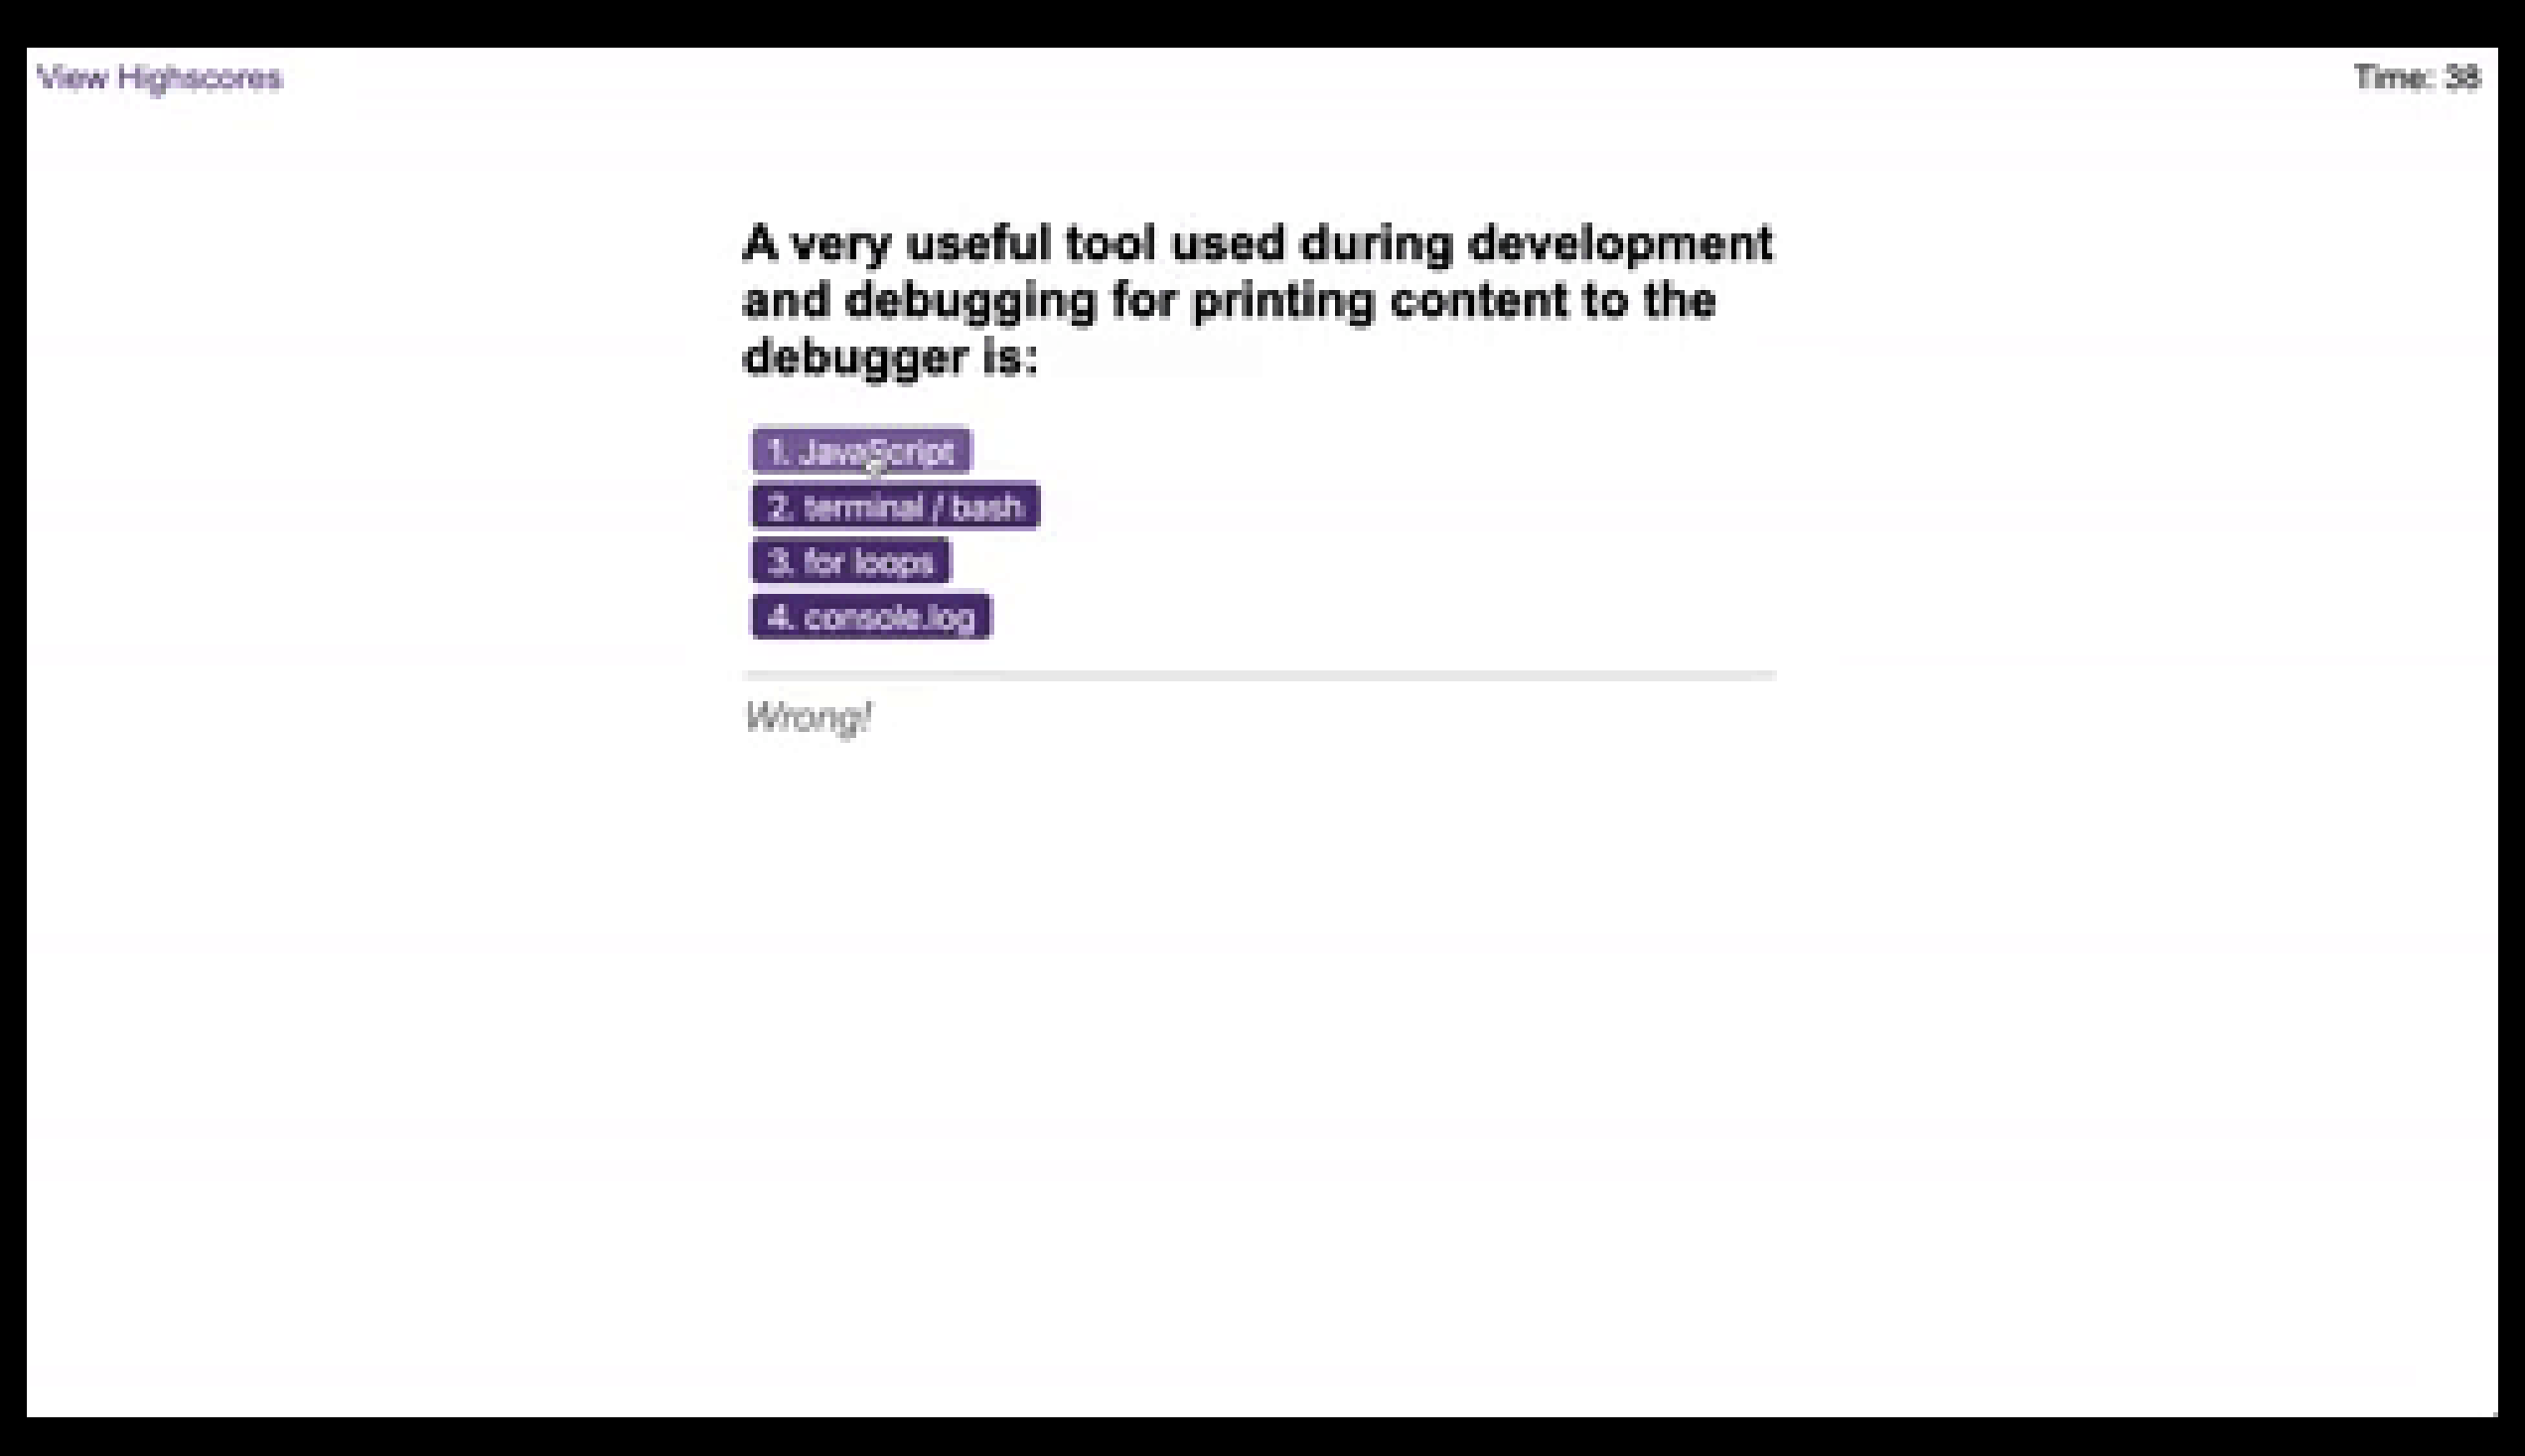 View Highscores
Time: 38
A very useful tool used during development
and debugging for printing content to the
debugger is:
1. JavaScript
2. terminal / bash
3. for loops
4. console.log
Wrong!